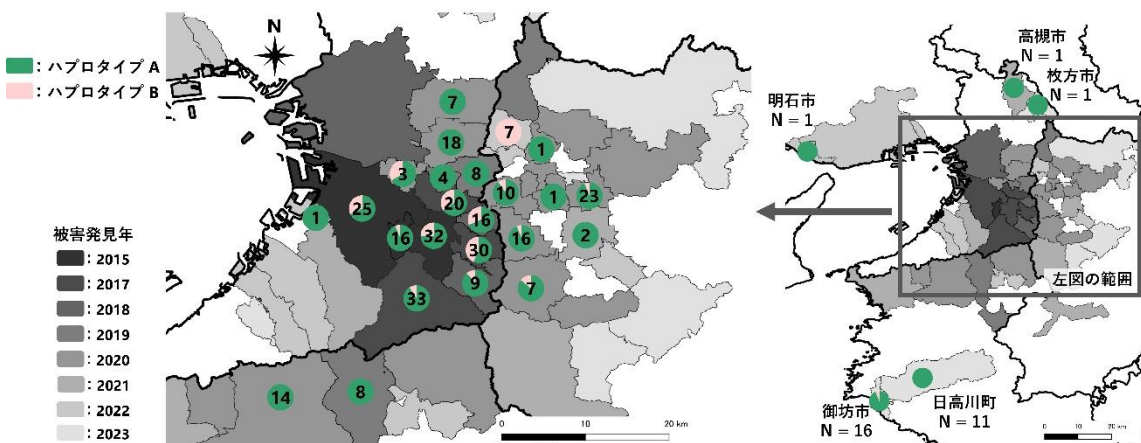 N
: ハプロタイプ A
: ハプロタイプ B
被害発見年
: 2015
: 2017
: 2018
: 2019
: 2020
: 2021
: 2022
: 2023
7
7
18
1
3
4
8
10
1
23
25
20
1
16
16
32
16
2
30
9
7
33
14
8
0
10
20 km
高槻市
N = 1
枚方市
N = 1
明石市
N = 1
左図の範囲
御坊市
N = 16
日高川町
N = 11
0
10
20 km